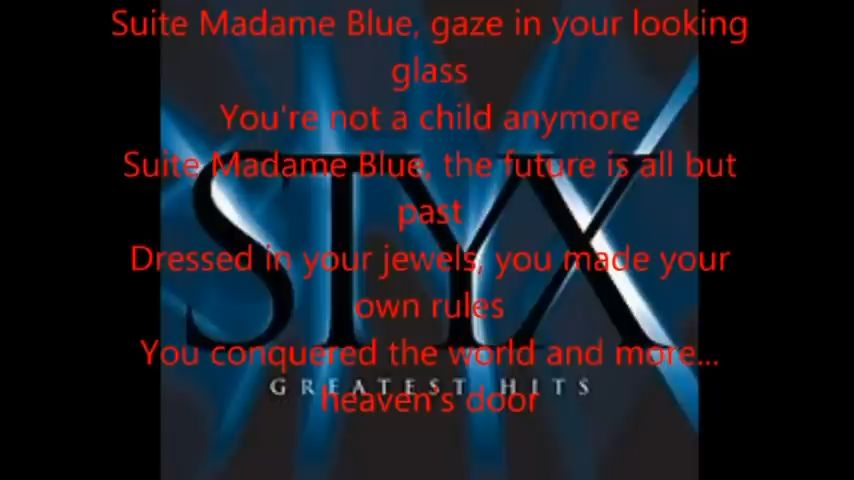 Suite Madame Blue, gaze in your looking
glass
You're not a child anymore
Suite Madame Blue, the future is all but
past
Dressed in your jewels, you made your
own rules
You conquered the world and more...
heaven's door
STYX
GREATEST HITS